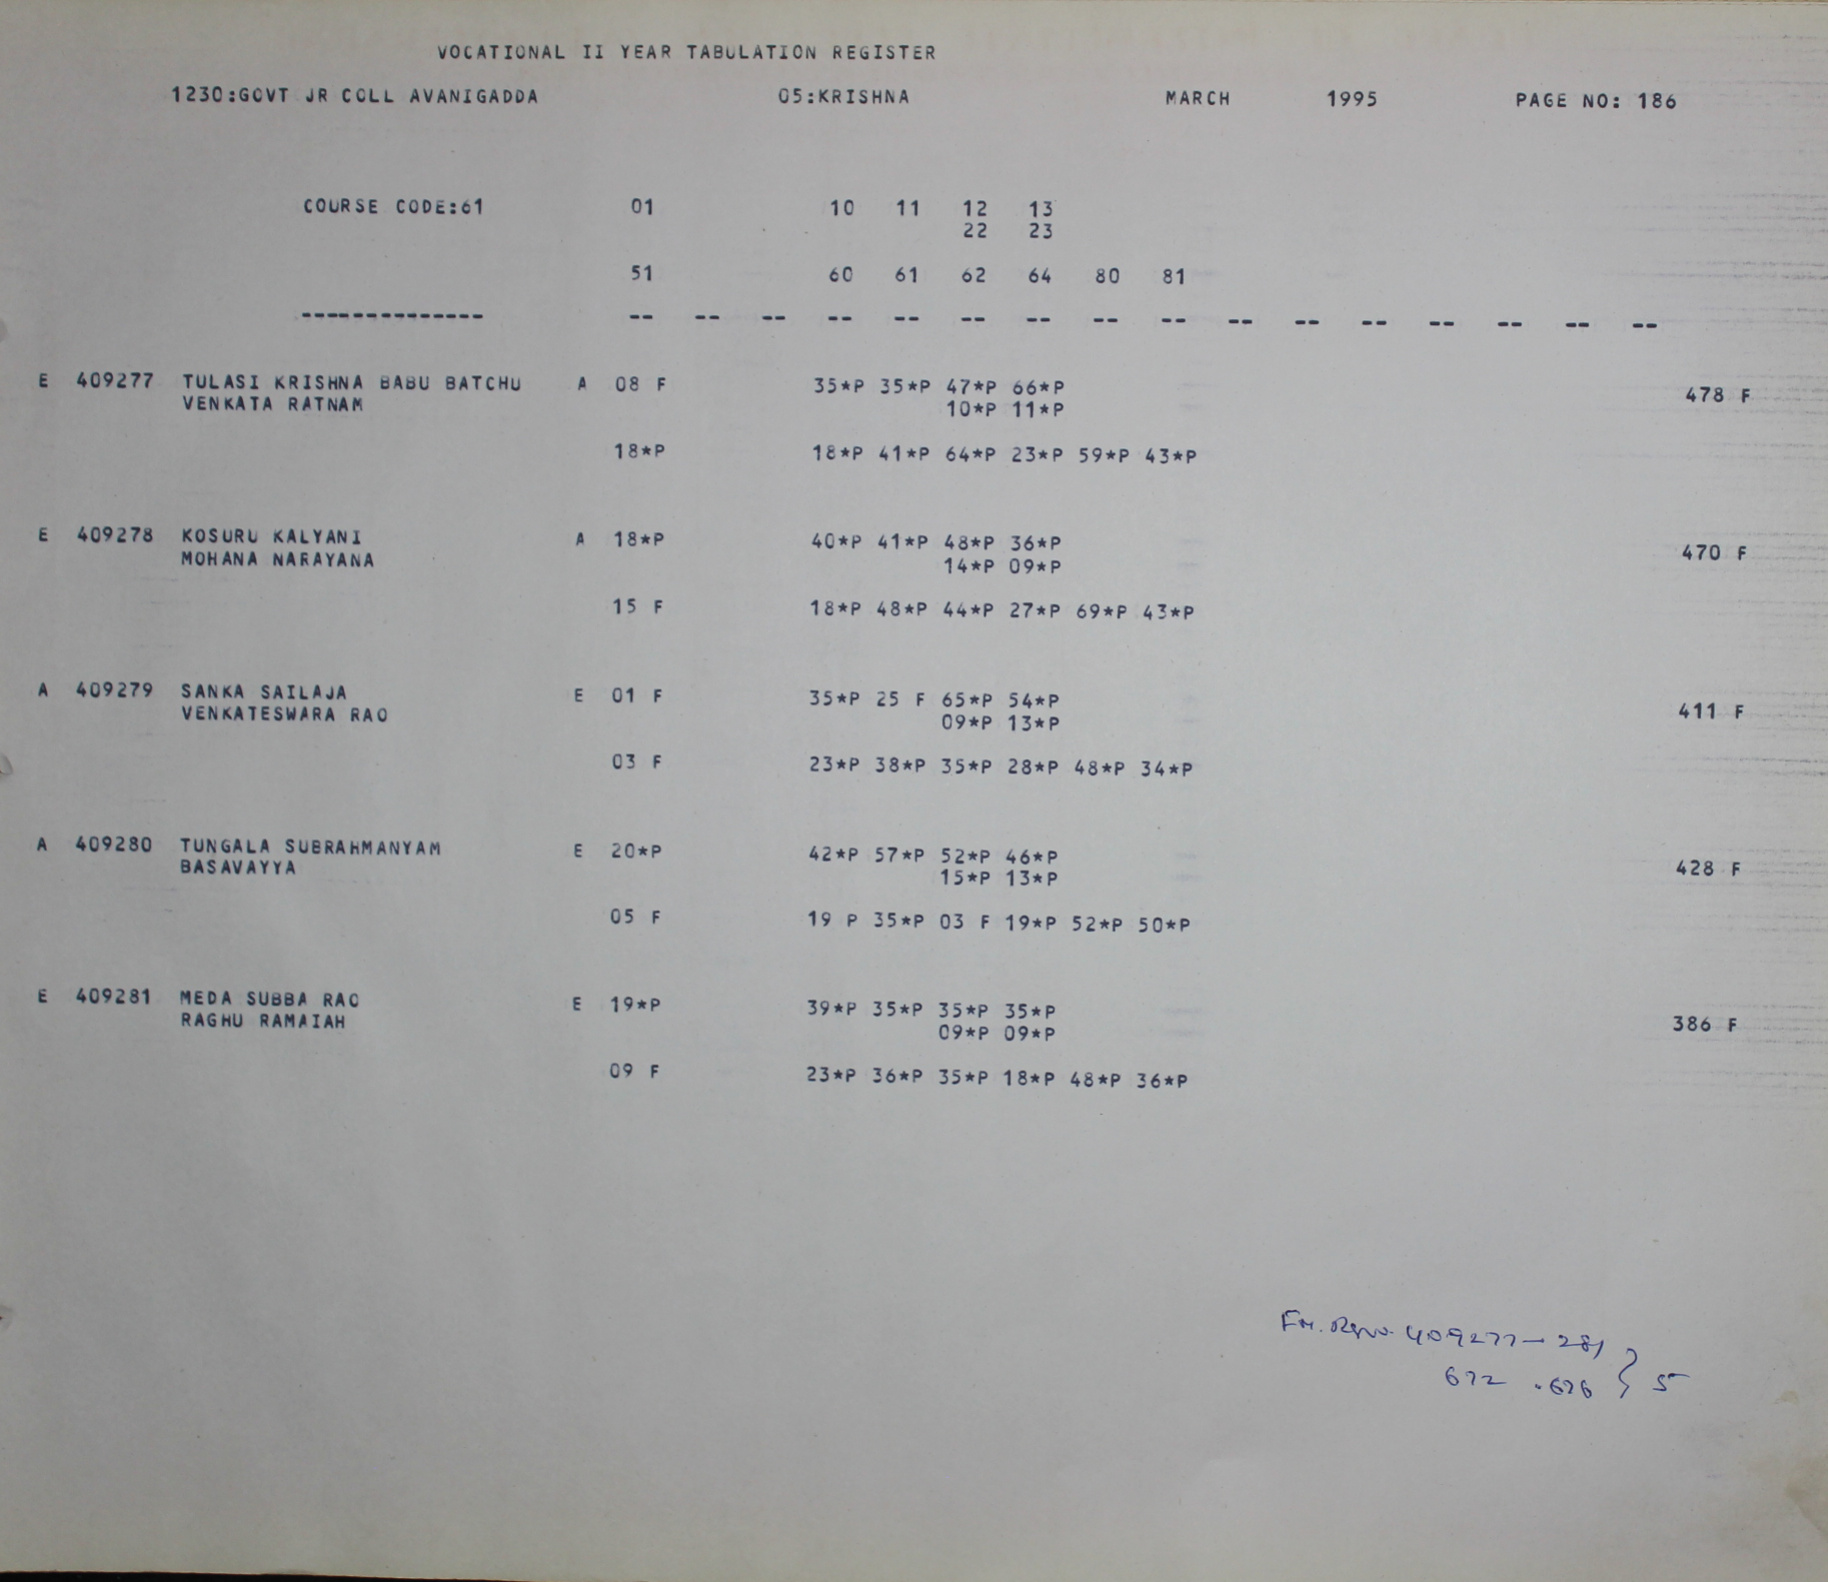 VOCATIONAL II YEAR TABULATION REGISTER
1230:GOVT JR COLL AVANIGADDA 05:KRISHNA MARCH 1995 PAGE NO: 186
COURSE CODE:61 01 10 11 12 13
22 23
51 60 61 62 64 80 81
-------------- -- -- -- -- -- -- -- -- -- -- -- -- -- -- -- --
E 409277 TULASI KRISHNA BABU BATCHU A 08 F 35*P 35*P 47*P 66*P 478 F
VENKATA RATNAM 10*P 11*P
18*P 18*P 41*P 64*P 23*P 59*P 43*P
E 409278 KOSURU KALYANI A 18*P 40*P 41*P 48*P 36*P 470 F
MOHANA NARAYANA 14*P 09*P
15 F 18*P 48*P 44*P 27*P 69*P 43*P
A 409279 SANKA SAILAJA E 01 F 35*P 25 F 65*P 54*P 411 F
VENKATESWARA RAO 09*P 13*P
03 F 23*P 38*P 35*P 28*P 48*P 34*P
A 409280 TUNGALA SUBRAHMANYAM E 20*P 42*P 57*P 52*P 46*P 428 F
BASAVAYYA 15*P 13*P
05 F 19 P 35*P 03 F 19*P 52*P 50*P
E 409281 MEDA SUBBA RAO E 19*P 39*P 35*P 35*P 35*P 386 F
RAGHU RAMAIAH 09*P 09*P
09 F 23*P 36*P 35*P 18*P 48*P 36*P
409277-281
672 .676 } 5